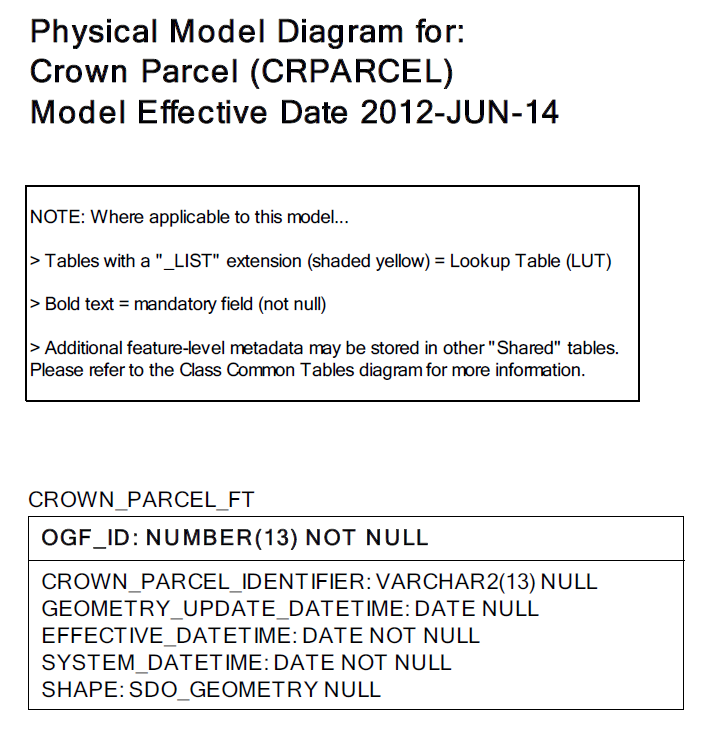 Physical Model Diagram for:
Crown Parcel (CRPARCEL)
Model Effective Date 2012-JUN-14
NOTE: Where applicable to this model...
> Tables with a "_LIST" extension (shaded yellow) = Lookup Table (LUT)
> Bold text = mandatory field (not null)
> Additional feature-level metadata may be stored in other "Shared" tables.
Please refer to the Class Common Tables diagram for more information.
CROWN_PARCEL_FT
OGF_ID: NUMBER(13) NOT NULL
CROWN_PARCEL_IDENTIFIER: VARCHAR2(13) NULL
GEOMETRY_UPDATE_DATETIME: DATE NULL
EFFECTIVE_DATETIME: DATE NOT NULL
SYSTEM_DATETIME: DATE NOT NULL
SHAPE: SDO_GEOMETRY NULL